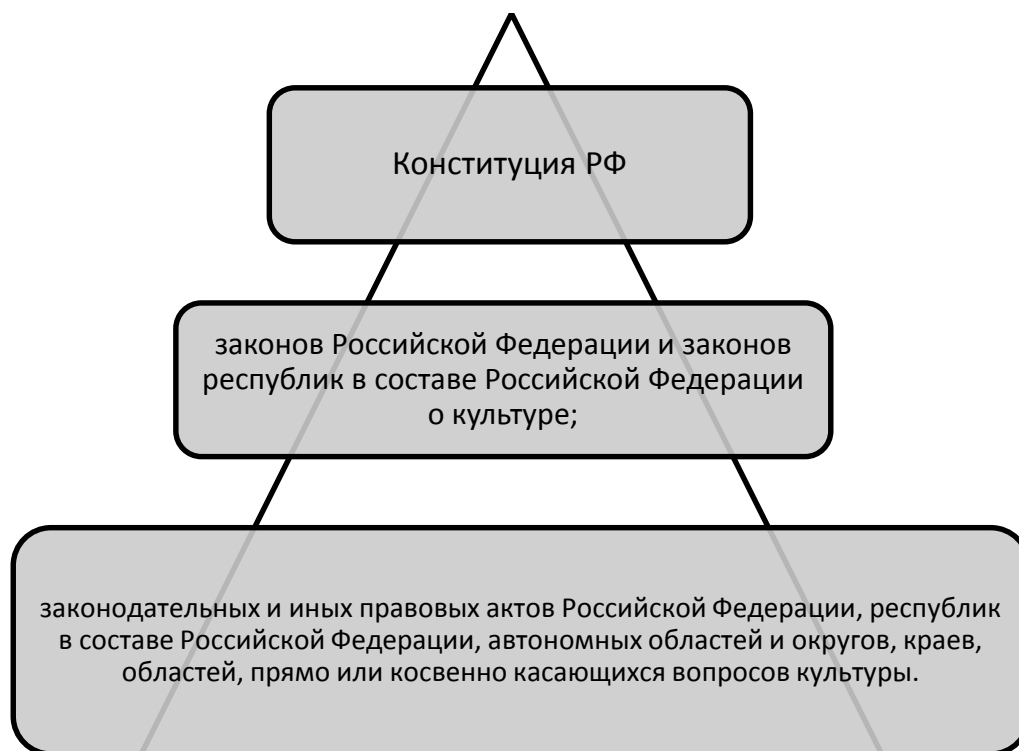 Конституция РФ
законов Российской Федерации и законов
республик в составе Российской Федерации
о культуре;
законодательных и иных правовых актов Российской Федерации, республик
в составе Российской Федерации, автономных областей и округов, краев,
областей, прямо или косвенно касающихся вопросов культуры.